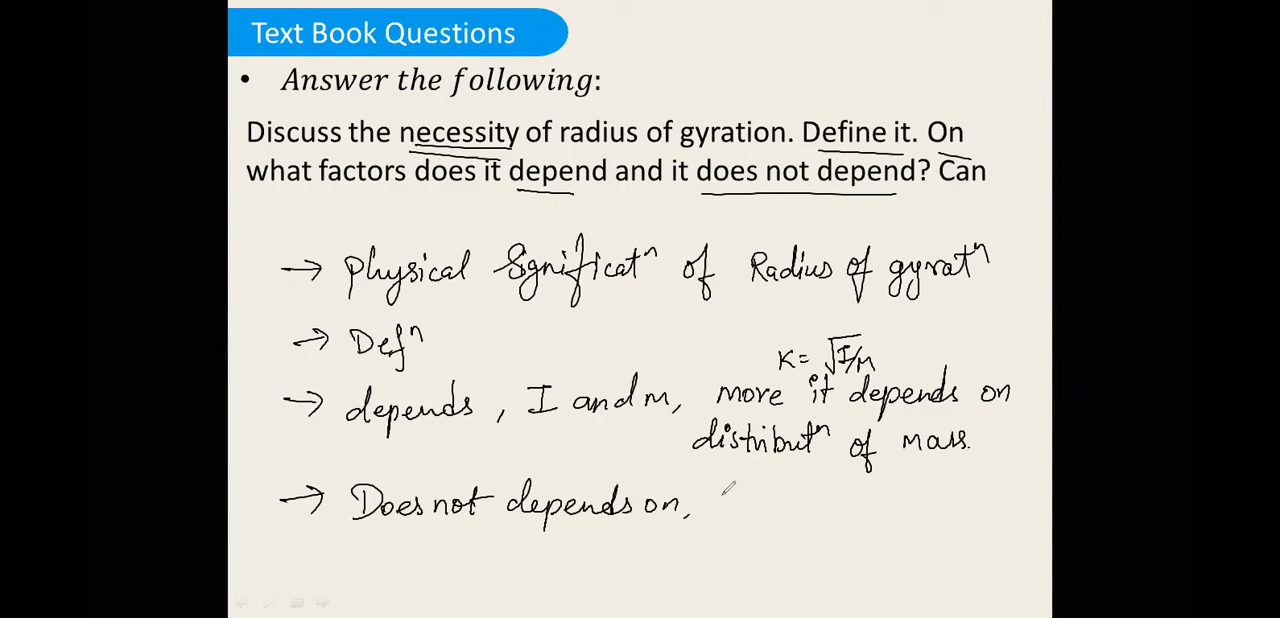 Text Book Questions
• Answer the following:
Discuss the necessity of radius of gyration. Define it. On
what factors does it depend and it does not depend? Can
→ Physical Significatⁿ of Radius of gyratⁿ
→ Defⁿ
K = √I/M
→ depends, I and m, more it depends on
distributⁿ of mass.
→ Does not depends on,